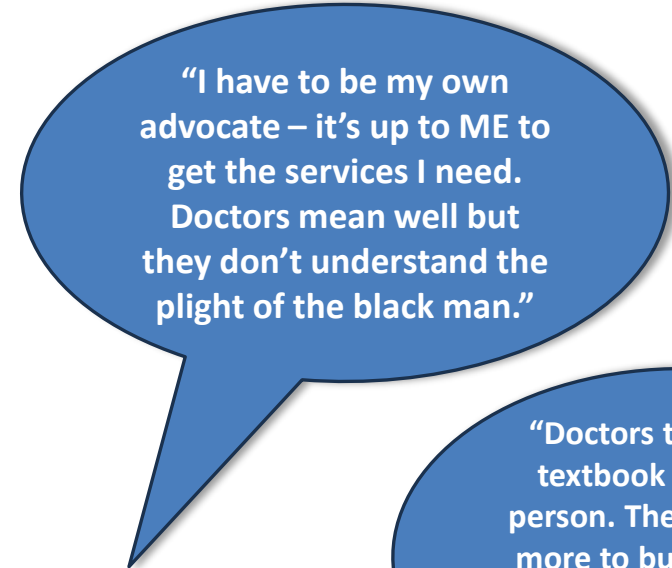 “I have to be my own
advocate – it’s up to ME to
get the services I need.
Doctors mean well but
they don’t understand the
plight of the black man.”
“Doctors
textbook
person. The
more to